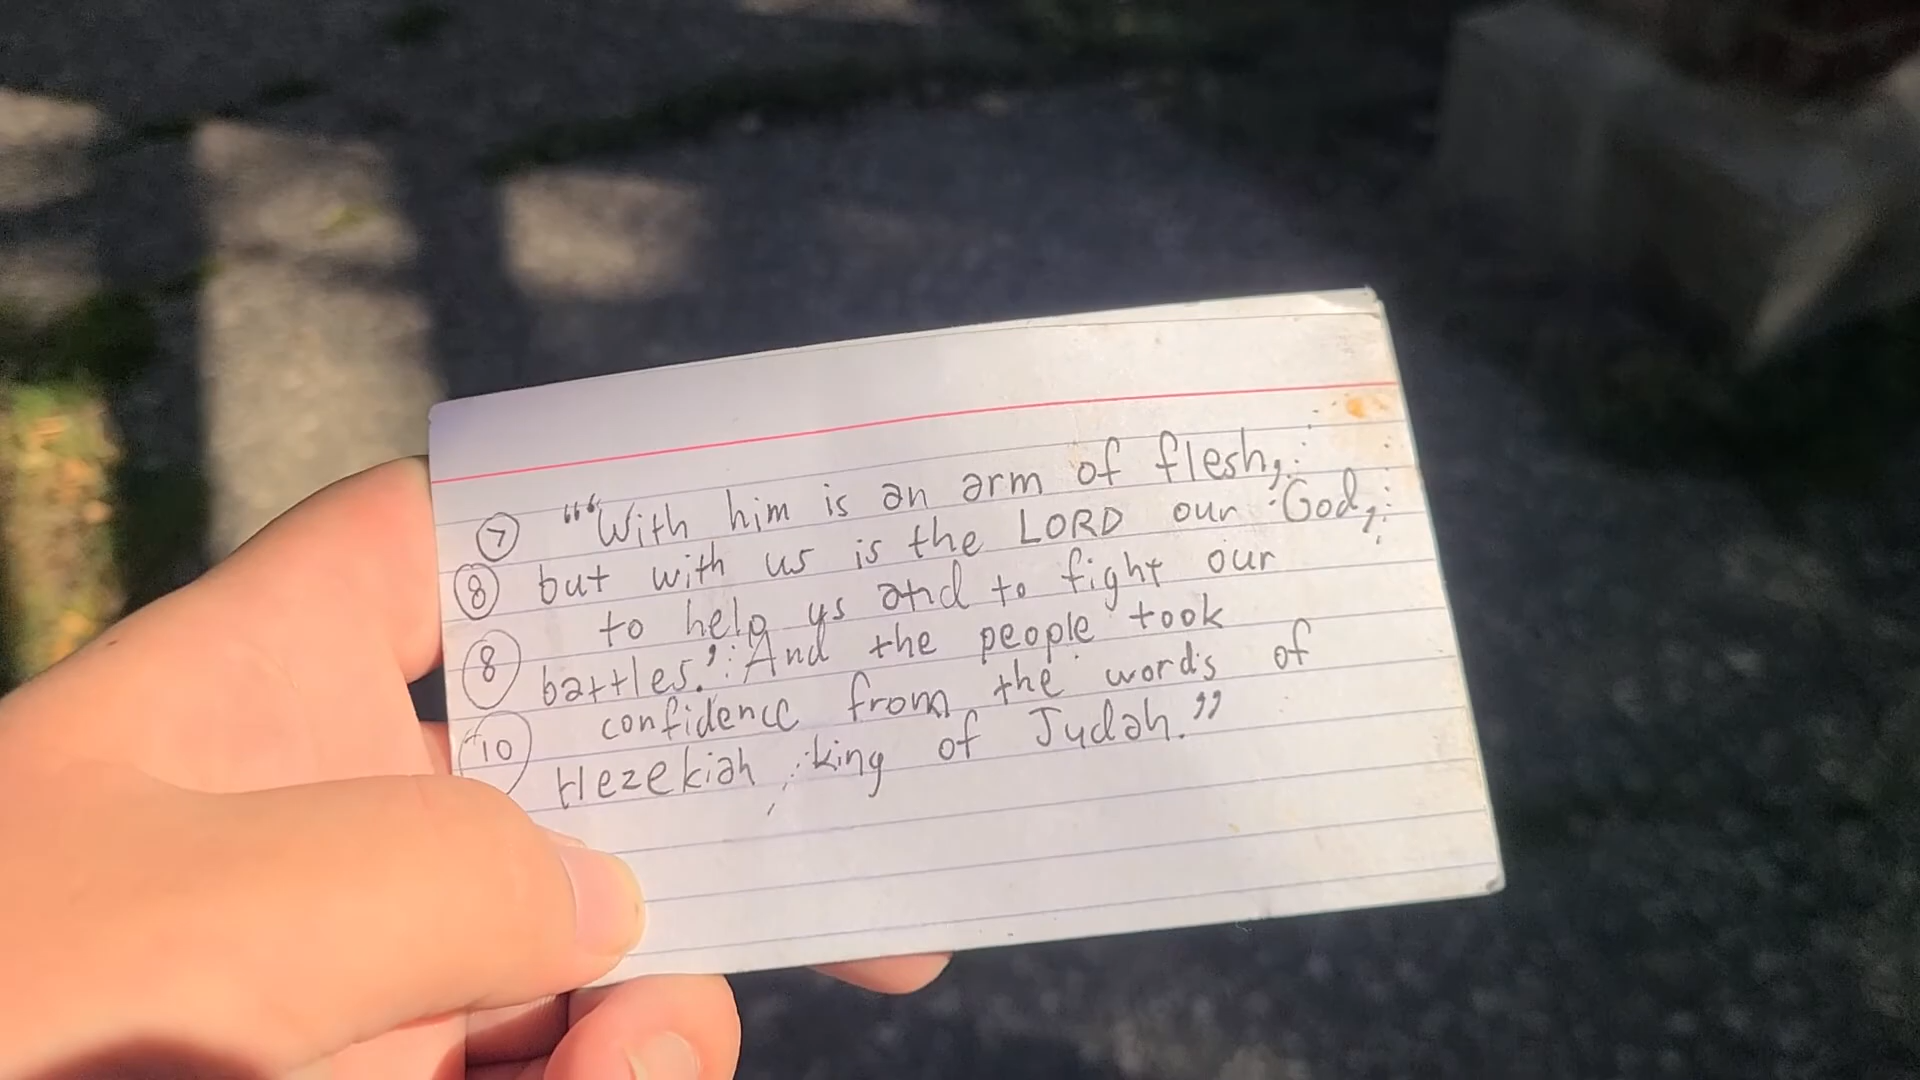 ⑦ “‘With him is an arm of flesh,
⑧ but with us is the LORD our God,
to help us and to fight our
⑧ battles.’ And the people took
confidence from the words of
⑩ Hezekiah king of Judah.”